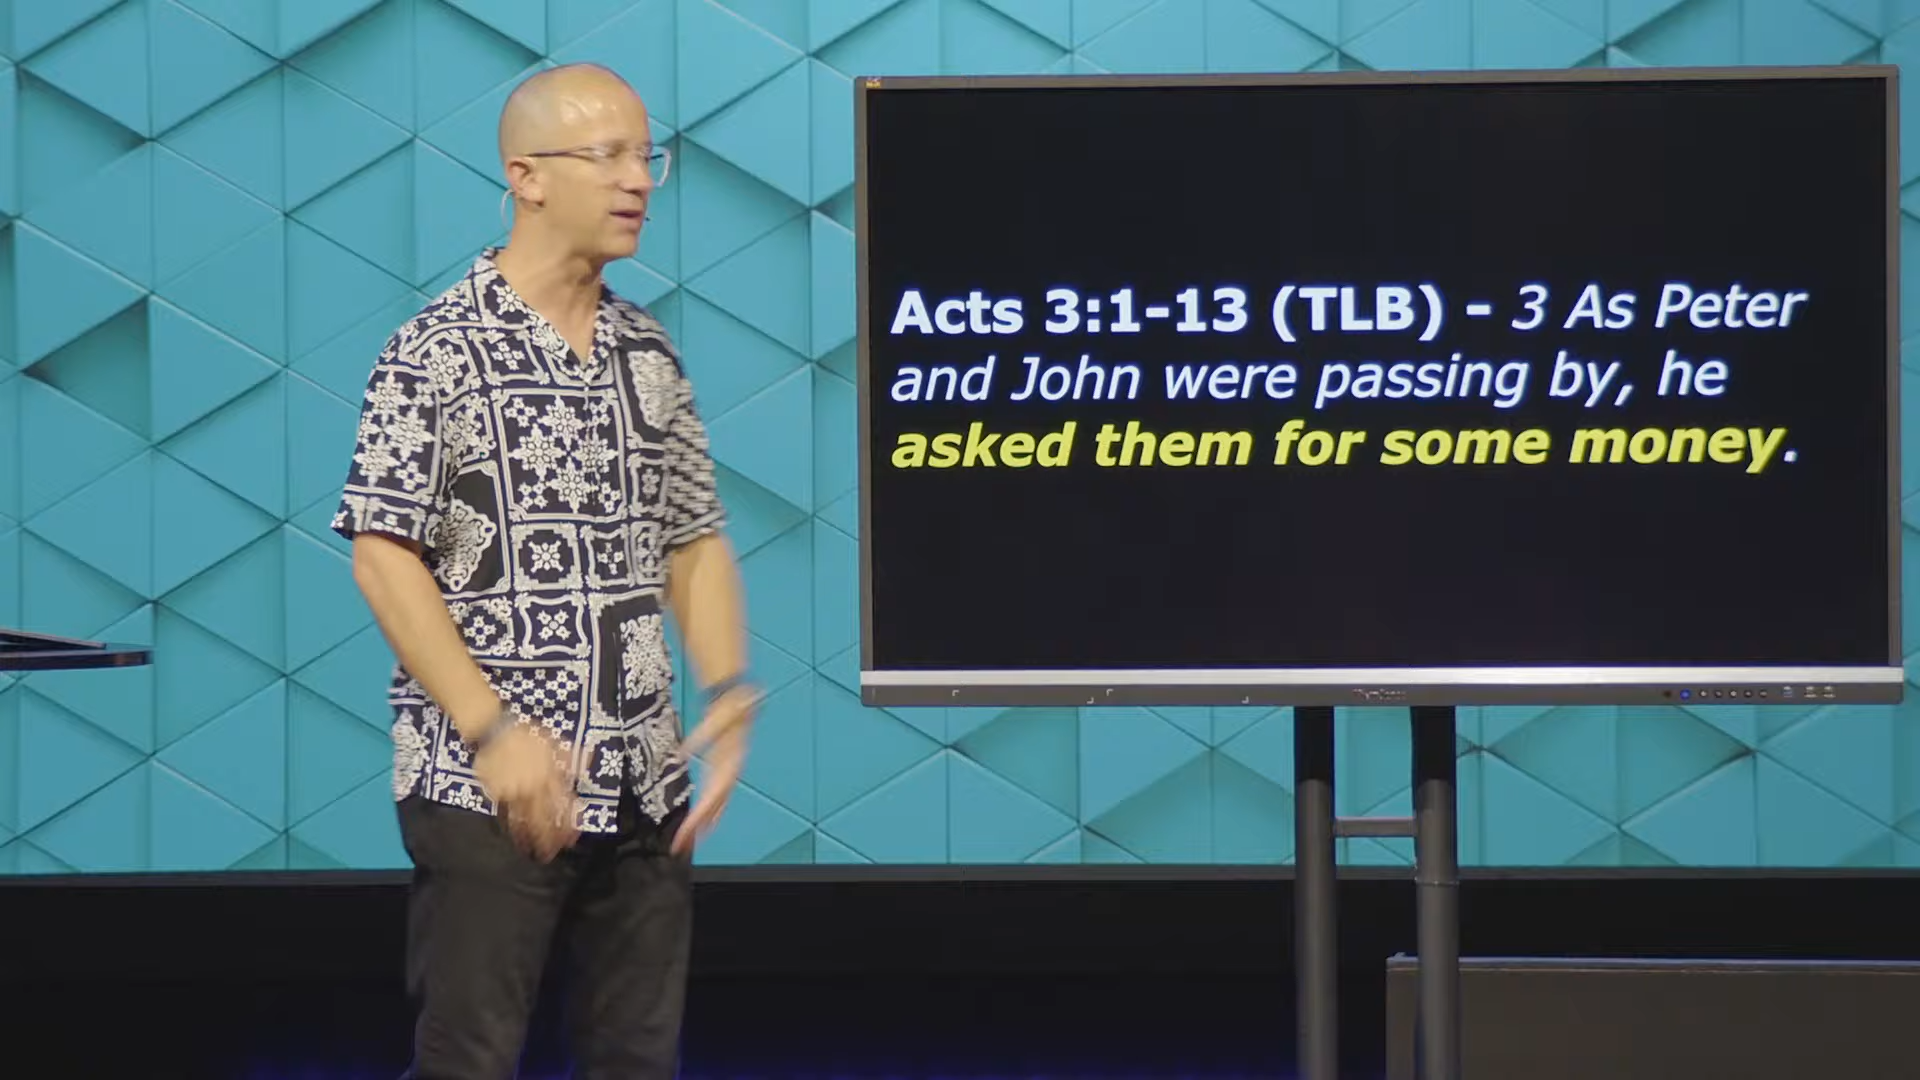 Acts 3:1-13 (TLB) - 3 As Peter
and John were passing by, he
asked them for some money.